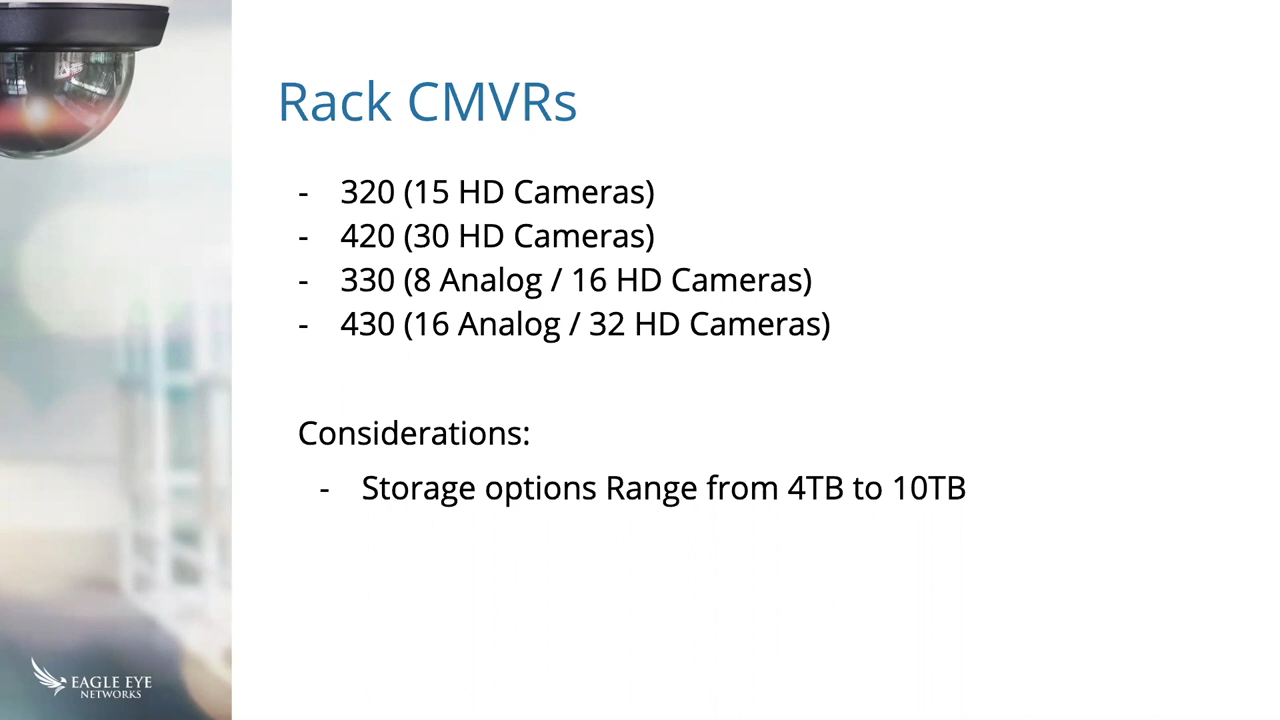 Rack CMVRs
- 320 (15 HD Cameras)
- 420 (30 HD Cameras)
- 330 (8 Analog / 16 HD Cameras)
- 430 (16 Analog / 32 HD Cameras)
Considerations:
- Storage options Range from 4TB to 10TB
EAGLE EYE
NETWORKS